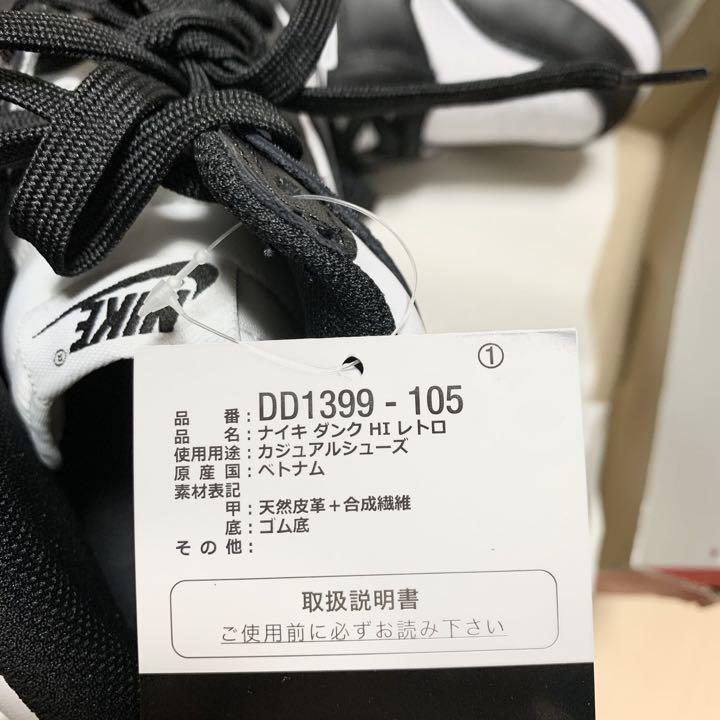 NIKE
®
①
品 番 : DD1399 - 105
品 名 : ナイキ ダンク HI レトロ
使用用途 : カジュアルシューズ
原 産 国 : ベトナム
素材表記
甲 : 天然皮革＋合成繊維
底 : ゴム底
そ の 他 :
取扱説明書
ご使用前に必ずお読み下さい